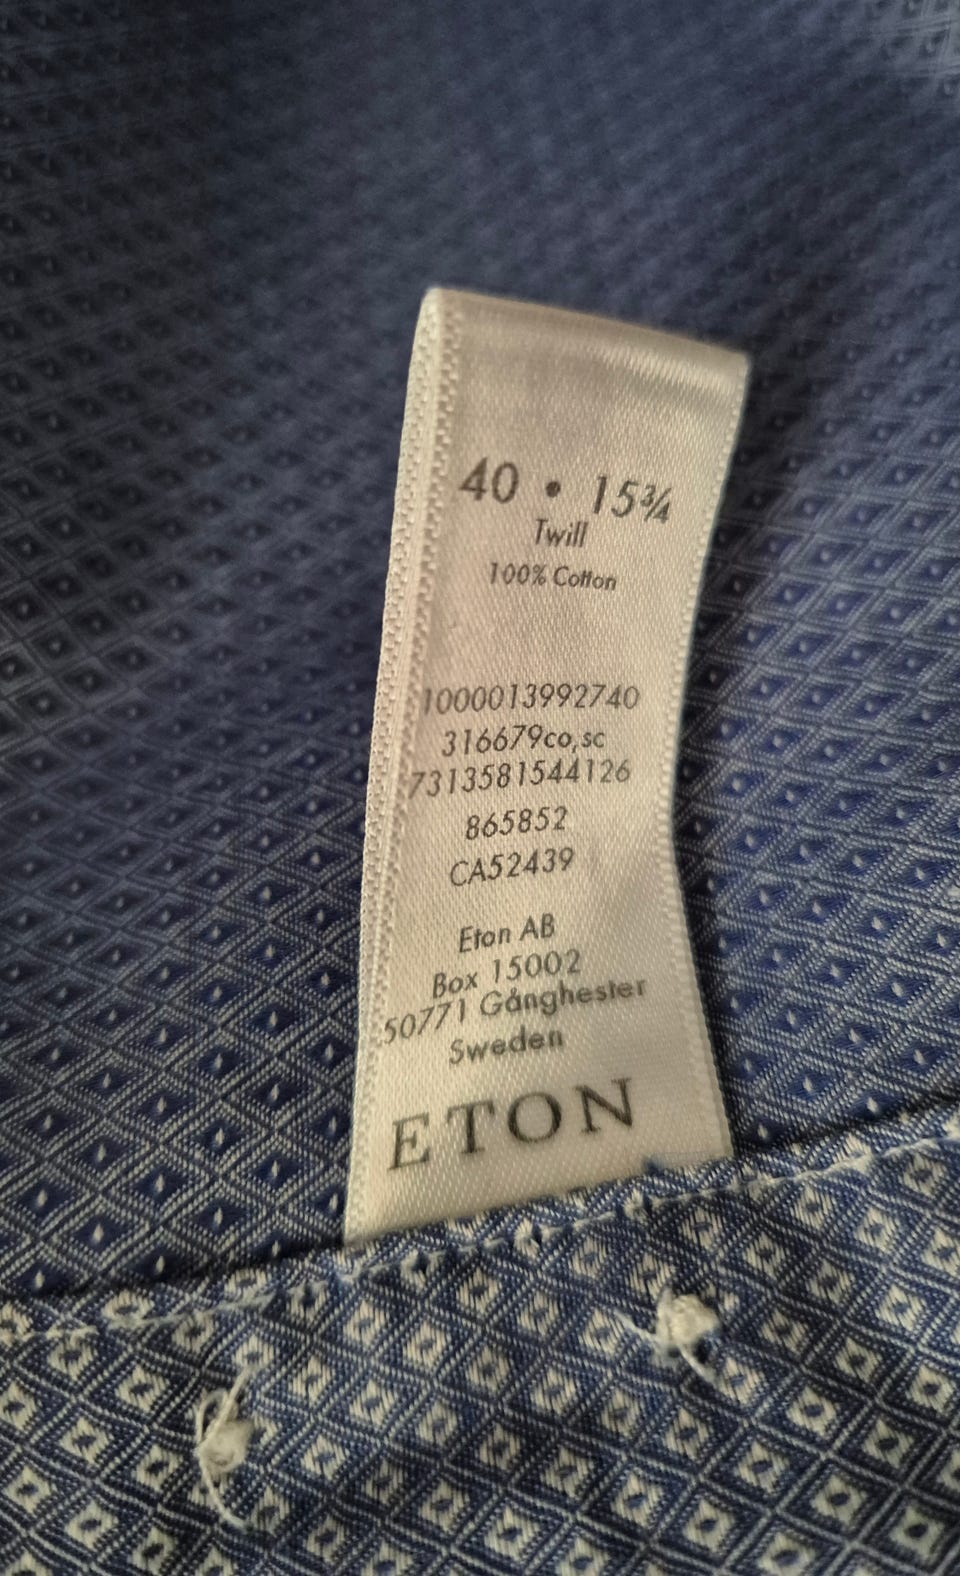 40 • 15¾
Twill
100% Cotton
1000013992740
316679co,sc
7313581544126
865852
CA52439
Eton AB
Box 15002
50771 Gånghester
Sweden
ETON